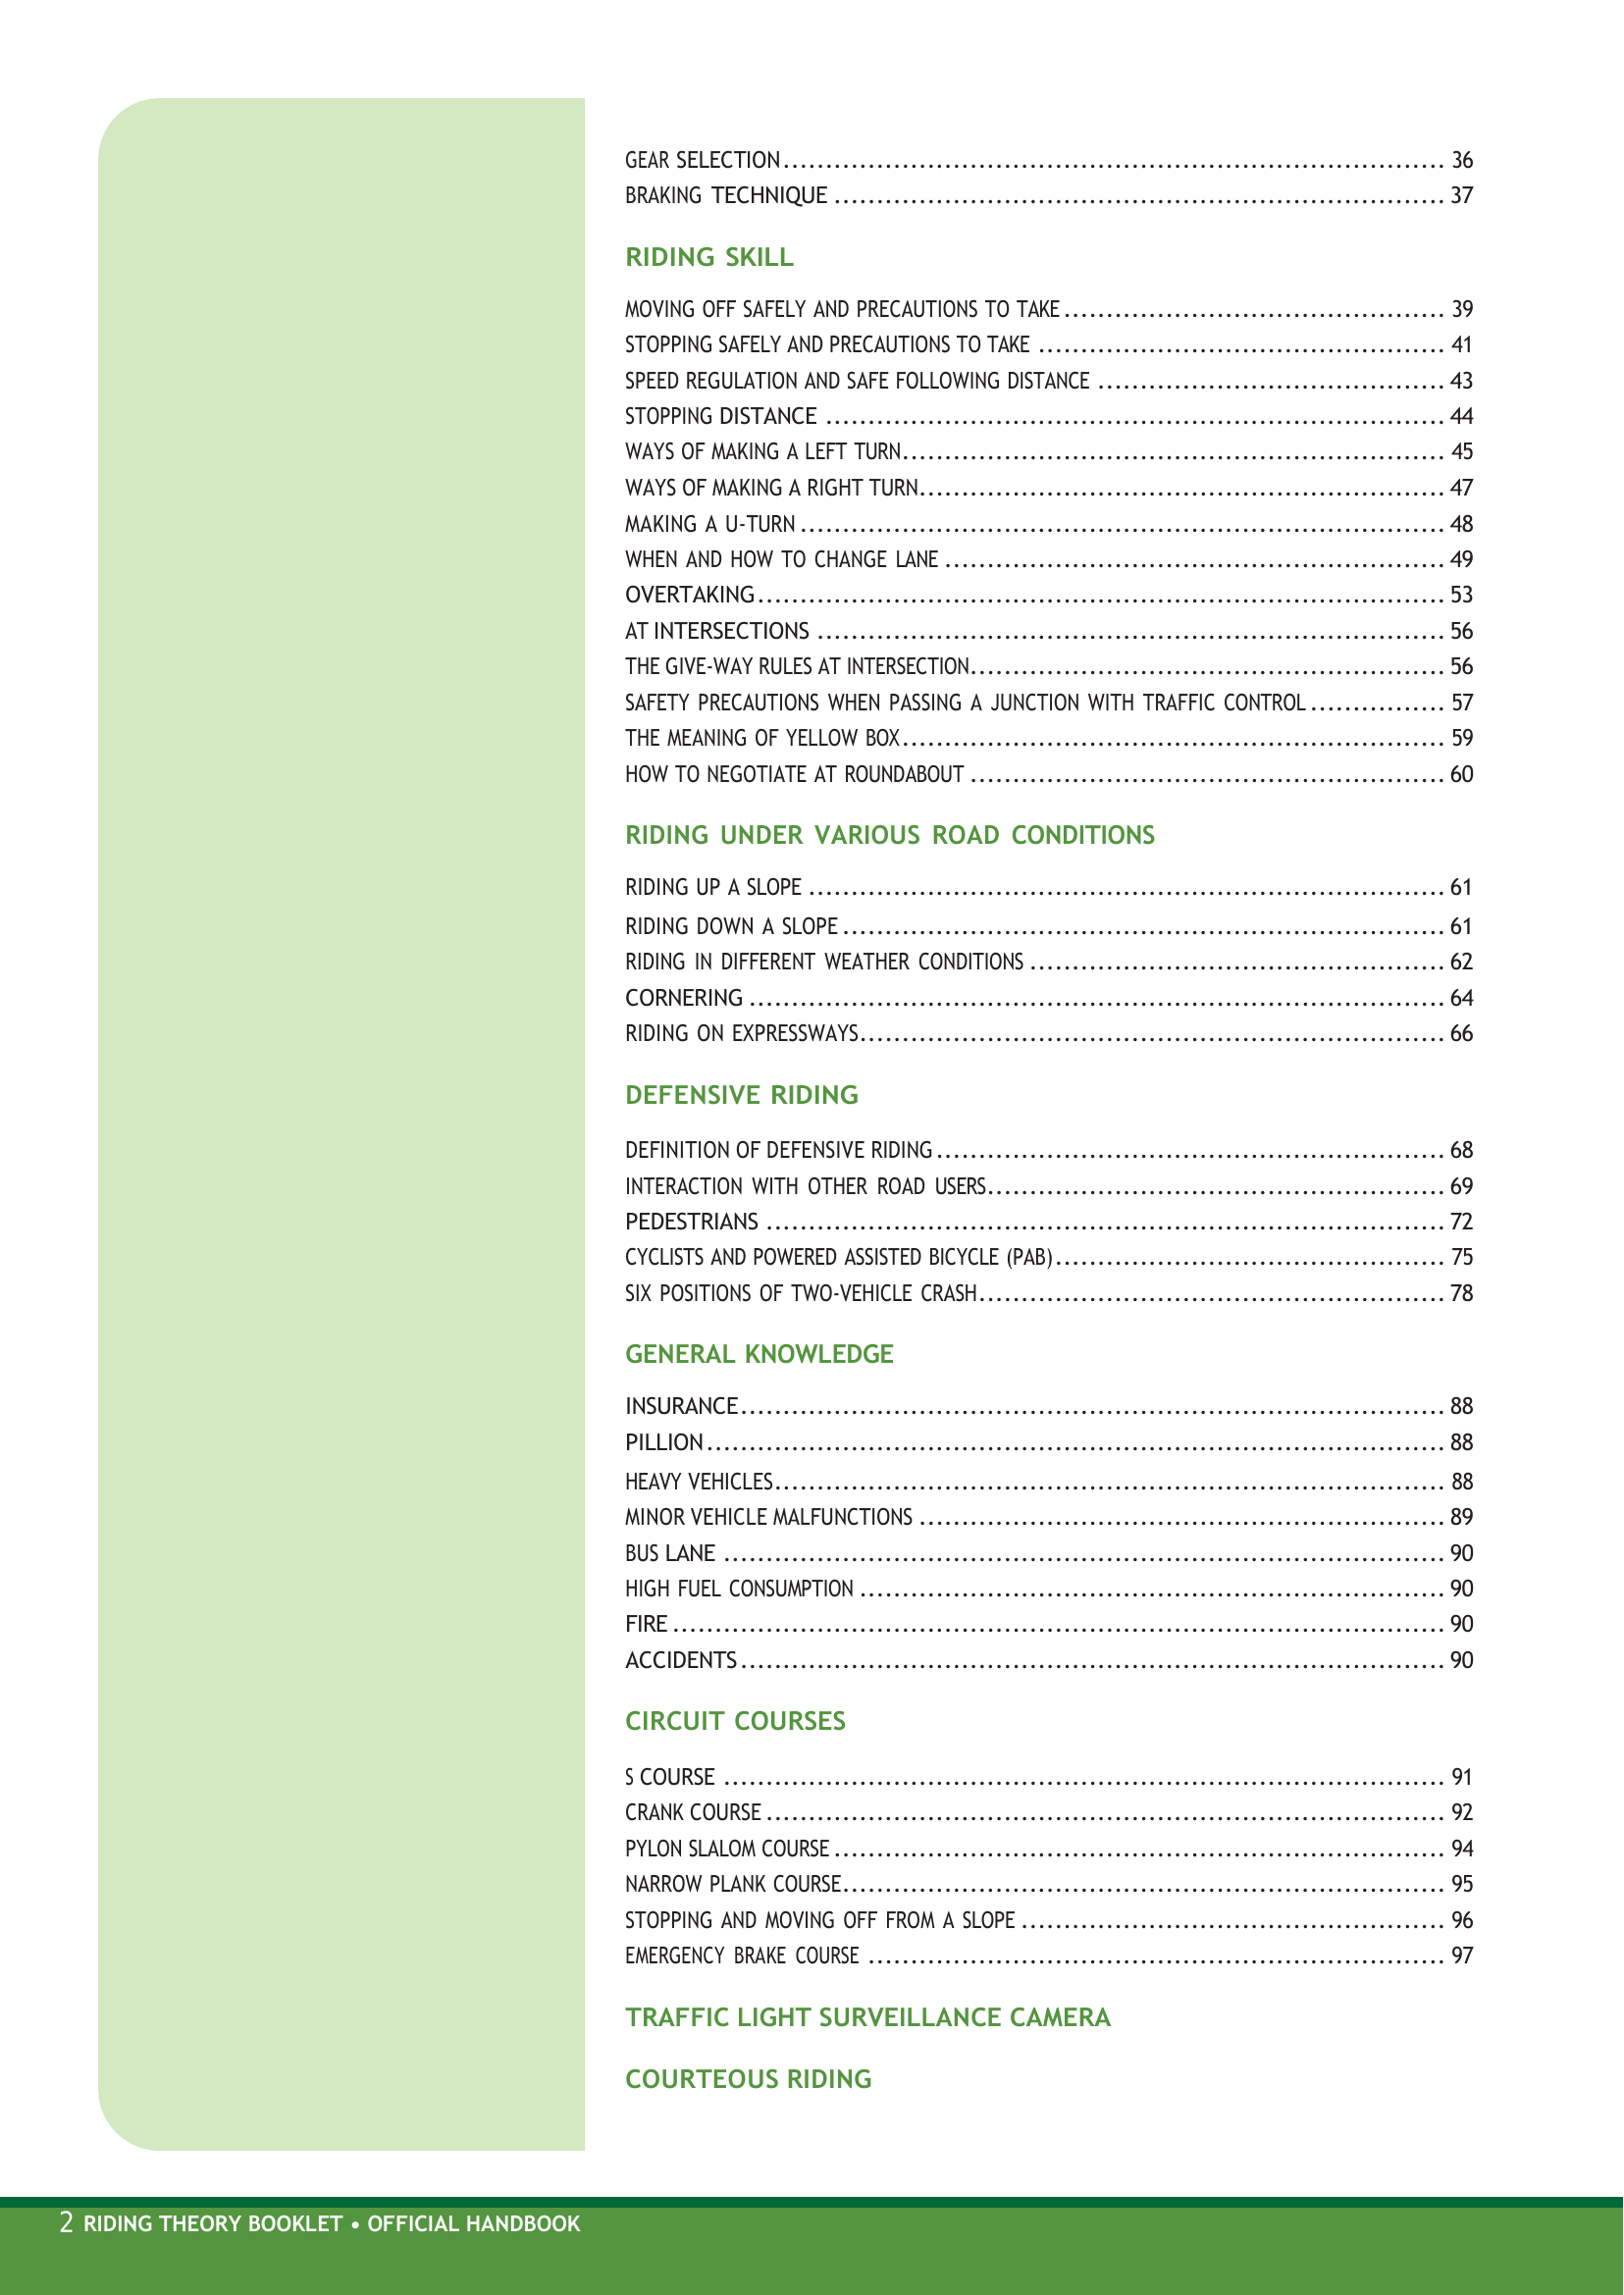 GEAR SELECTION ........................................................................ 36
BRAKING TECHNIQUE ........................................................................ 37
RIDING SKILL
MOVING OFF SAFELY AND PRECAUTIONS TO TAKE ............................................. 39
STOPPING SAFELY AND PRECAUTIONS TO TAKE ................................................ 41
SPEED REGULATION AND SAFE FOLLOWING DISTANCE ......................................... 43
STOPPING DISTANCE ........................................................................ 44
WAYS OF MAKING A LEFT TURN ............................................................... 45
WAYS OF MAKING A RIGHT TURN .............................................................. 47
MAKING A U-TURN ........................................................................... 48
WHEN AND HOW TO CHANGE LANE ........................................................... 49
OVERTAKING ................................................................................ 53
AT INTERSECTIONS .......................................................................... 56
THE GIVE-WAY RULES AT INTERSECTION ........................................................ 56
SAFETY PRECAUTIONS WHEN PASSING A JUNCTION WITH TRAFFIC CONTROL ................ 57
THE MEANING OF YELLOW BOX ................................................................ 59
HOW TO NEGOTIATE AT ROUNDABOUT ........................................................ 60
RIDING UNDER VARIOUS ROAD CONDITIONS
RIDING UP A SLOPE .......................................................................... 61
RIDING DOWN A SLOPE ....................................................................... 61
RIDING IN DIFFERENT WEATHER CONDITIONS ................................................. 62
CORNERING .................................................................................. 64
RIDING ON EXPRESSWAYS ..................................................................... 66
DEFENSIVE RIDING
DEFINITION OF DEFENSIVE RIDING ............................................................ 68
INTERACTION WITH OTHER ROAD USERS ...................................................... 69
PEDESTRIANS ................................................................................ 72
CYCLISTS AND POWERED ASSISTED BICYCLE (PAB) .............................................. 75
SIX POSITIONS OF TWO-VEHICLE CRASH ....................................................... 78
GENERAL KNOWLEDGE
INSURANCE ................................................................................... 88
PILLION ....................................................................................... 88
HEAVY VEHICLES ............................................................................... 88
MINOR VEHICLE MALFUNCTIONS .............................................................. 89
BUS LANE ..................................................................................... 90
HIGH FUEL CONSUMPTION ..................................................................... 90
FIRE ........................................................................................... 90
ACCIDENTS ................................................................................... 90
CIRCUIT COURSES
S COURSE ..................................................................................... 91
CRANK COURSE ................................................................................ 92
PYLON SLALOM COURSE ........................................................................ 94
NARROW PLANK COURSE ....................................................................... 95
STOPPING AND MOVING OFF FROM A SLOPE .................................................. 96
EMERGENCY BRAKE COURSE .................................................................... 97
TRAFFIC LIGHT SURVEILLANCE CAMERA
COURTEOUS RIDING
2 RIDING THEORY BOOKLET • OFFICIAL HANDBOOK